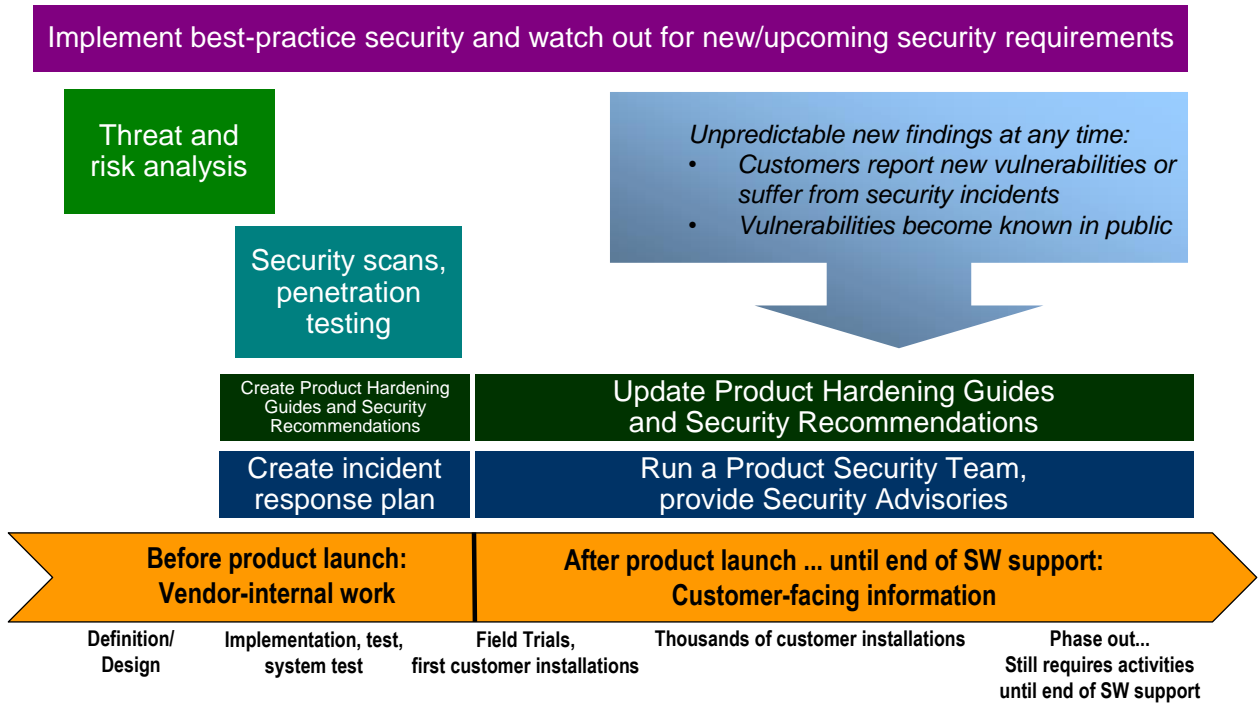 Implement best-practice security and watch out for new/upcoming security requirements
Threat and
risk analysis
Unpredictable new findings at any time:
• Customers report new vulnerabilities or
suffer from security incidents
• Vulnerabilities become known in public
Security scans,
penetration
testing
Create Product Hardening
Guides and Security
Recommendations
Update Product Hardening Guides
and Security Recommendations
Create incident
response plan
Run a Product Security Team,
provide Security Advisories
Before product launch:
Vendor-internal work
After product launch ... until end of SW support:
Customer-facing information
Definition/
Design
Implementation, test,
system test
Field Trials,
first customer installations
Thousands of customer installations
Phase out...
Still requires activities
until end of SW support